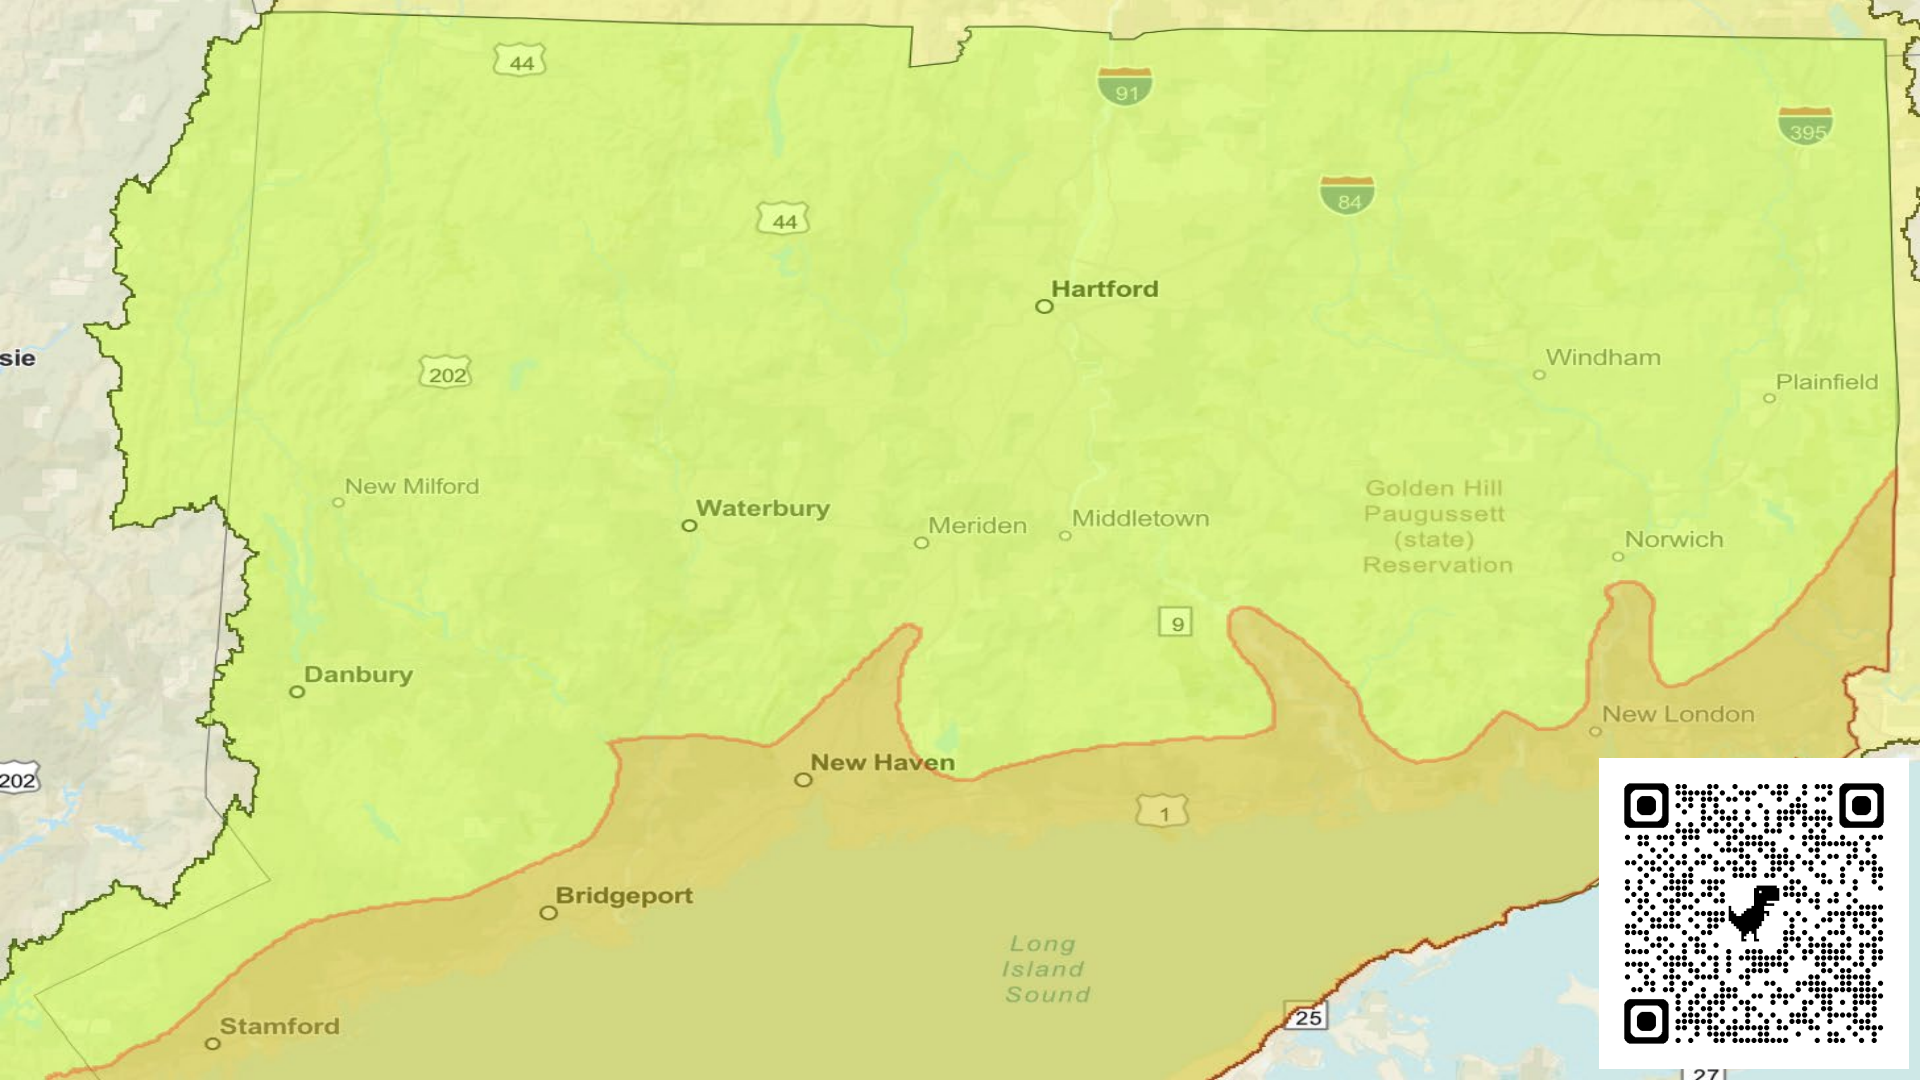 44
91
395
44
84
Hartford
sie
Windham
202
Plainfield
New Milford
Waterbury
Meriden
Middletown
Golden Hill
Paugussett
(state)
Reservation
Norwich
9
Danbury
New London
New Haven
202
1
Bridgeport
Long
Island
Sound
Stamford
25
27